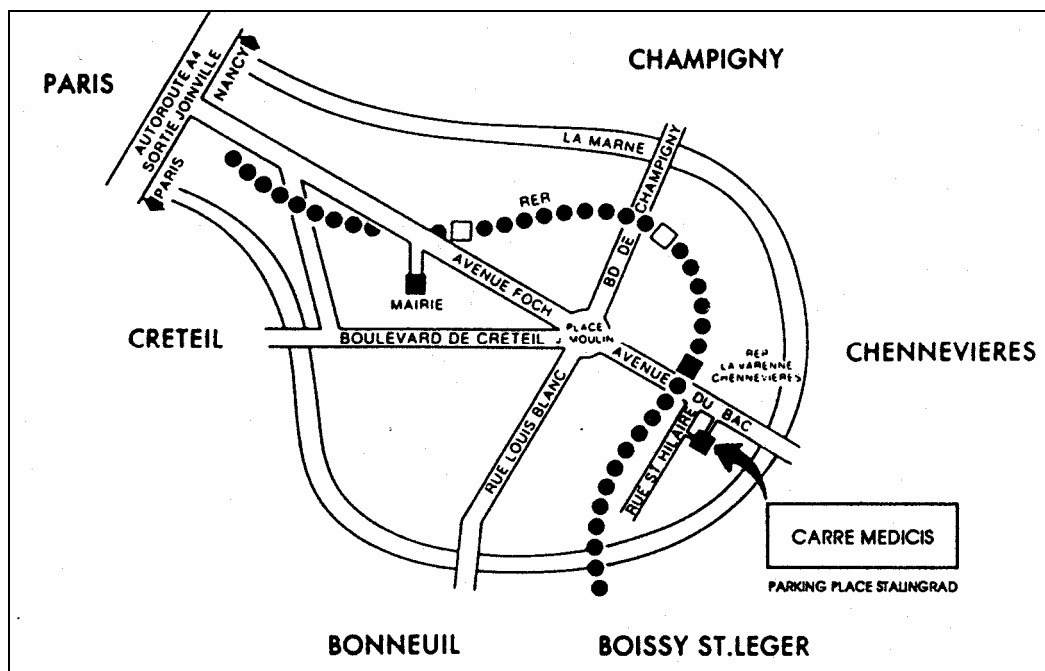 PARIS
CHAMPIGNY
AUTOROUTE A4
SORTIE JOINVILLE
NANCY
PARIS
LA MARNE
BD DE CHAMPIGNY
RER
AVENUE FOCH
MAIRIE
CRETEIL
BOULEVARD DE CRETEIL
PLACE
J MOULIN
CHENNEVIERES
RER
LA VARENNE
CHENNEVIERES
AVENUE DU BAC
RUE LOUIS BLANC
RUE ST HILAIRE
CARRE MEDICIS
PARKING PLACE STALINGRAD
BONNEUIL
BOISSY ST.LEGER